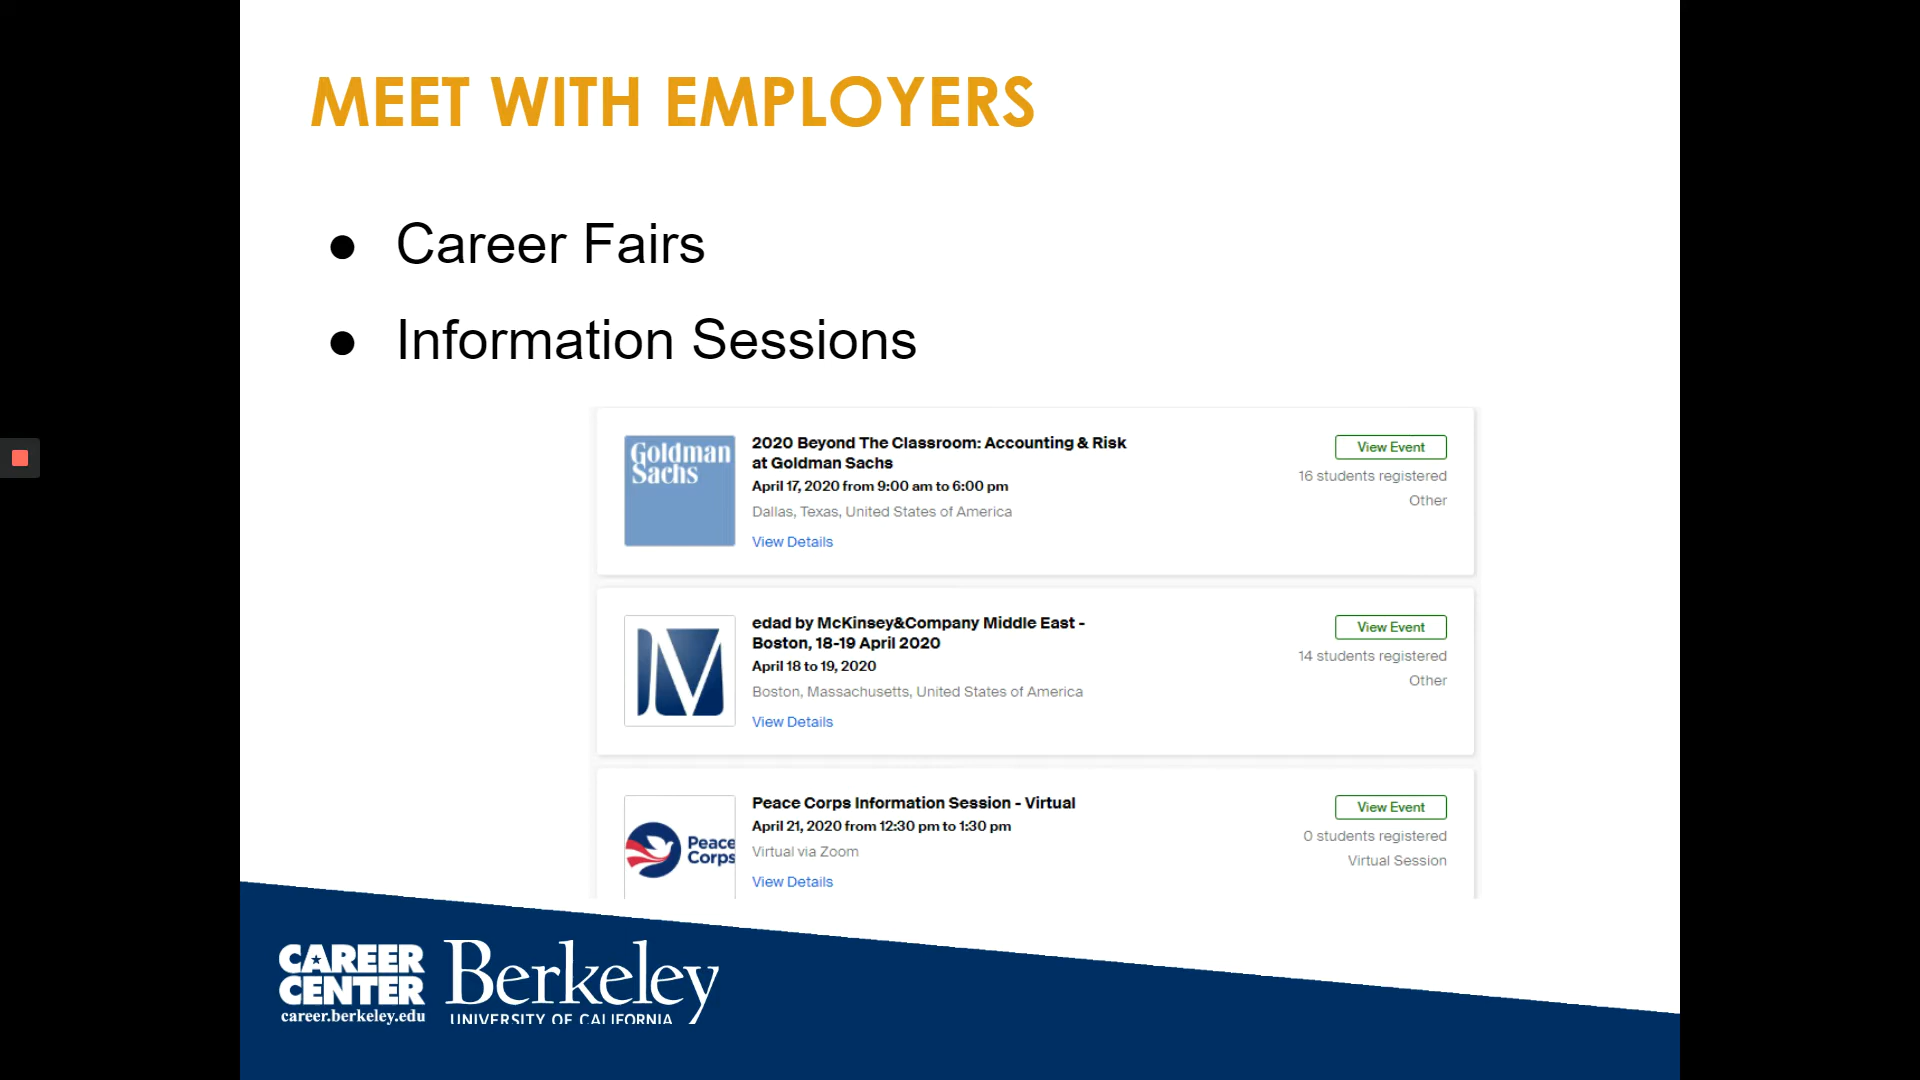 MEET WITH EMPLOYERS
● Career Fairs
● Information Sessions
Goldman
Sachs
2020 Beyond The Classroom: Accounting & Risk
at Goldman Sachs
April 17, 2020 from 9:00 am to 6:00 pm
Dallas, Texas, United States of America
View Details
View Event
16 students registered
Other
edad by McKinsey&Company Middle East -
Boston, 18-19 April 2020
April 18 to 19, 2020
Boston, Massachusetts, United States of America
View Details
View Event
14 students registered
Other
Peace
Corps
Peace Corps Information Session - Virtual
April 21, 2020 from 12:30 pm to 1:30 pm
Virtual via Zoom
View Details
View Event
0 students registered
Virtual Session
CAREER
CENTER
career.berkeley.edu
Berkeley
UNIVERSITY OF CALIFORNIA